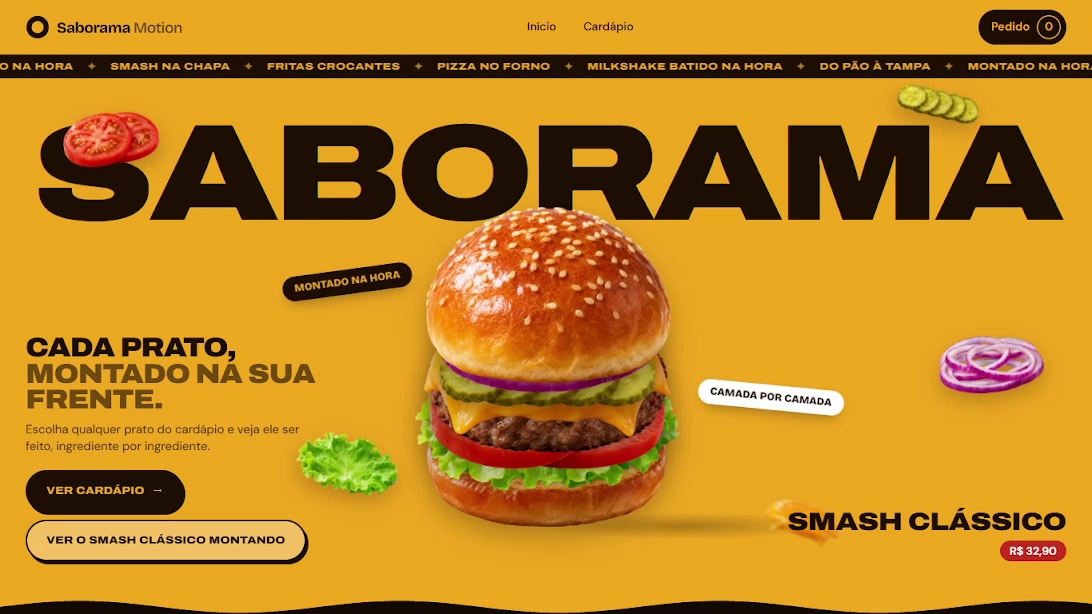 Saborama Motion
Início
Cardápio
Pedido 0
O NA HORA ✦ SMASH NA CHAPA ✦ FRITAS CROCANTES ✦ PIZZA NO FORNO ✦ MILKSHAKE BATIDO NA HORA ✦ DO PÃO À TAMPA ✦ MONTADO NA HORA
SABORAMA
MONTADO NA HORA
CADA PRATO,
MONTADO NA SUA
FRENTE.
CAMADA POR CAMADA
Escolha qualquer prato do cardápio e veja ele ser
feito, ingrediente por ingrediente.
VER CARDÁPIO →
SMASH CLÁSSICO
VER O SMASH CLÁSSICO MONTANDO
R$ 32,90